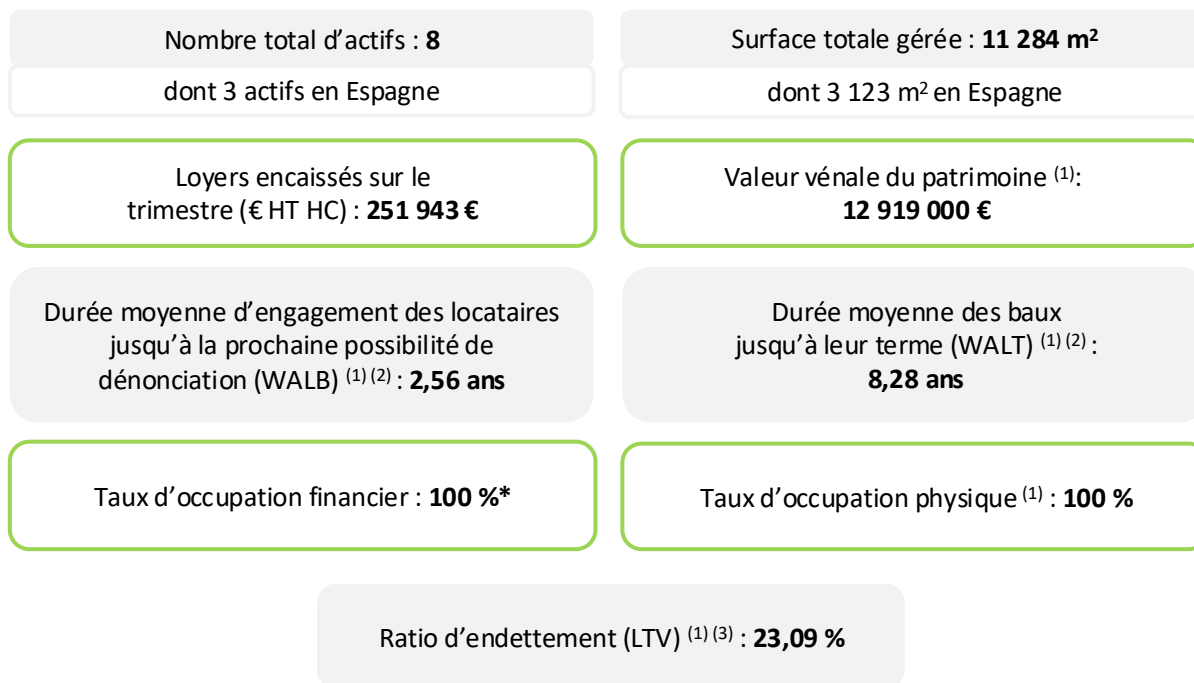 Nombre total d’actifs : 8
dont 3 actifs en Espagne
Surface totale gérée : 11 284 m²
dont 3 123 m² en Espagne
Loyers encaissés sur le
trimestre (€ HT HC) : 251 943 €
Valeur vénale du patrimoine (1):
12 919 000 €
Durée moyenne d’engagement des locataires
jusqu’à la prochaine possibilité de
dénonciation (WALB) (1) (2) : 2,56 ans
Durée moyenne des baux
jusqu’à leur terme (WALT) (1) (2) :
8,28 ans
Taux d’occupation financier : 100 %*
Taux d’occupation physique (1) : 100 %
Ratio d’endettement (LTV) (1) (3) : 23,09 %